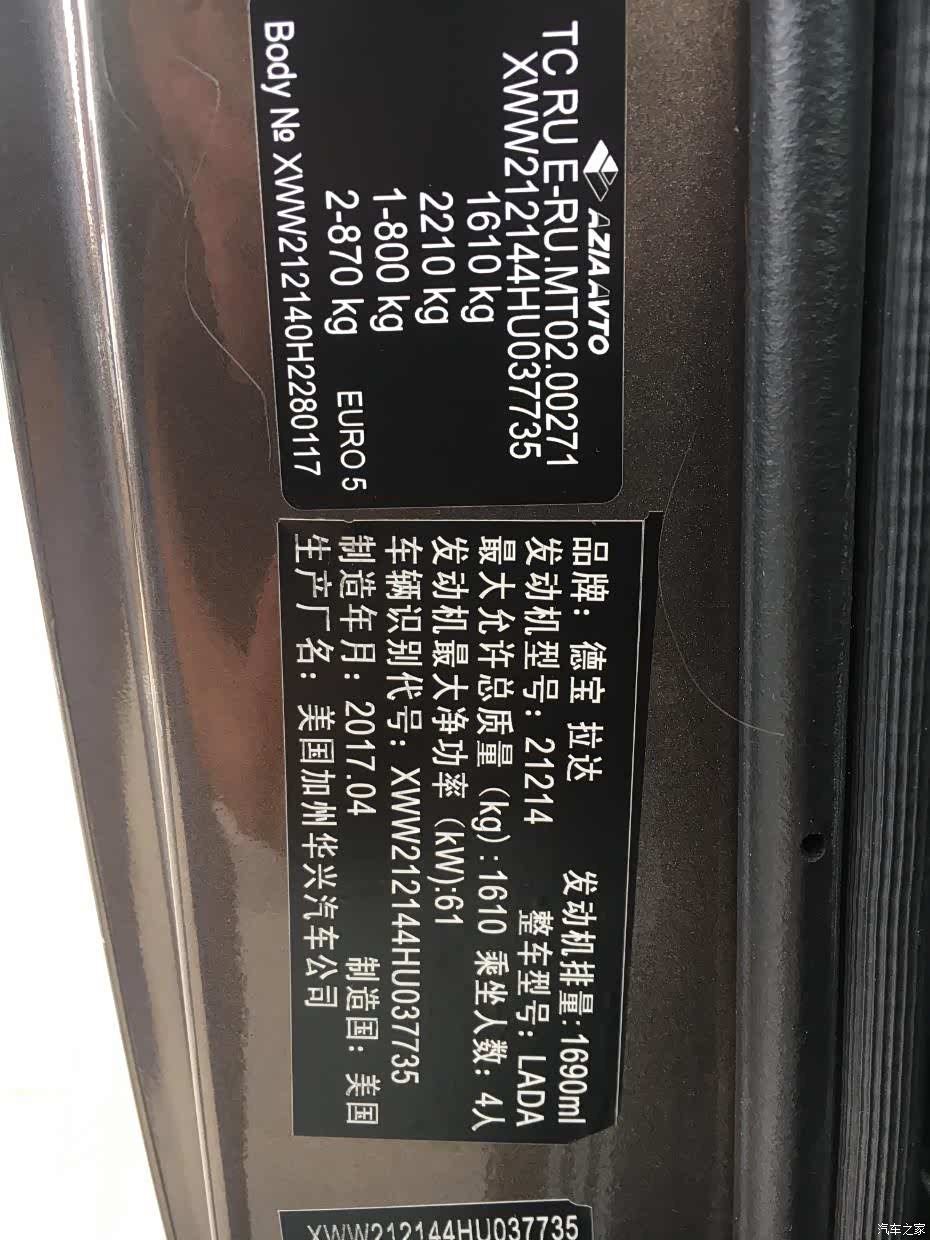 AZIA AVTO
TC RU E-RU.MT02.00271
XWW212144HU037735
1610 kg
2210 kg
1-800 kg
2-870 kg EURO 5
Body № XWW212140H2280117
品牌：德宝 拉达 发动机排量:1690ml
发动机型号：21214 整车型号：LADA
最大允许总质量（kg):1610 乘坐人数：4人
发动机最大净功率（kW):61
车辆识别代号：XWW212144HU037735
制造年月：2017.04 制造国：美国
生产厂名：美国加州华兴汽车公司
XWW212144HU037735
汽车之家